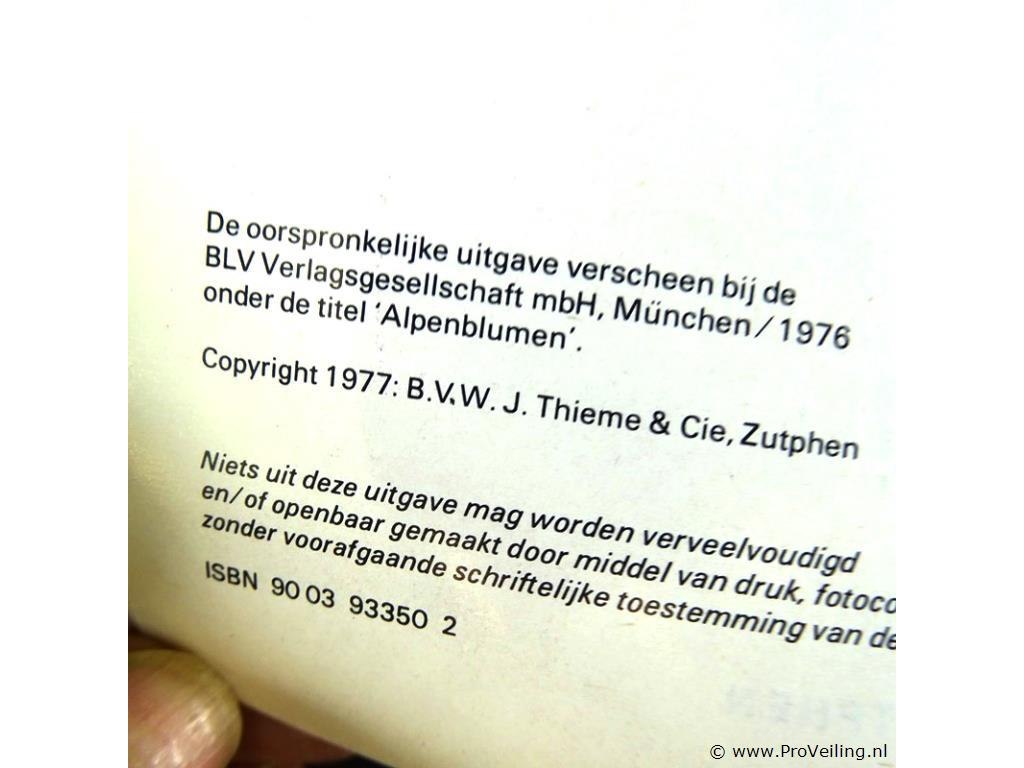 De oorspronkelijke uitgave verscheen bij de
BLV Verlagsgesellschaft mbH, München/1976
onder de titel ‘Alpenblumen’.
Copyright 1977: B.V. W. J. Thieme & Cie, Zutphen
Niets uit deze uitgave mag worden verveelvoudigd
en/of openbaar gemaakt door middel van druk, fotoco
zonder voorafgaande schriftelijke toestemming van de
ISBN 90 03 93350 2
© www.ProVeiling.nl